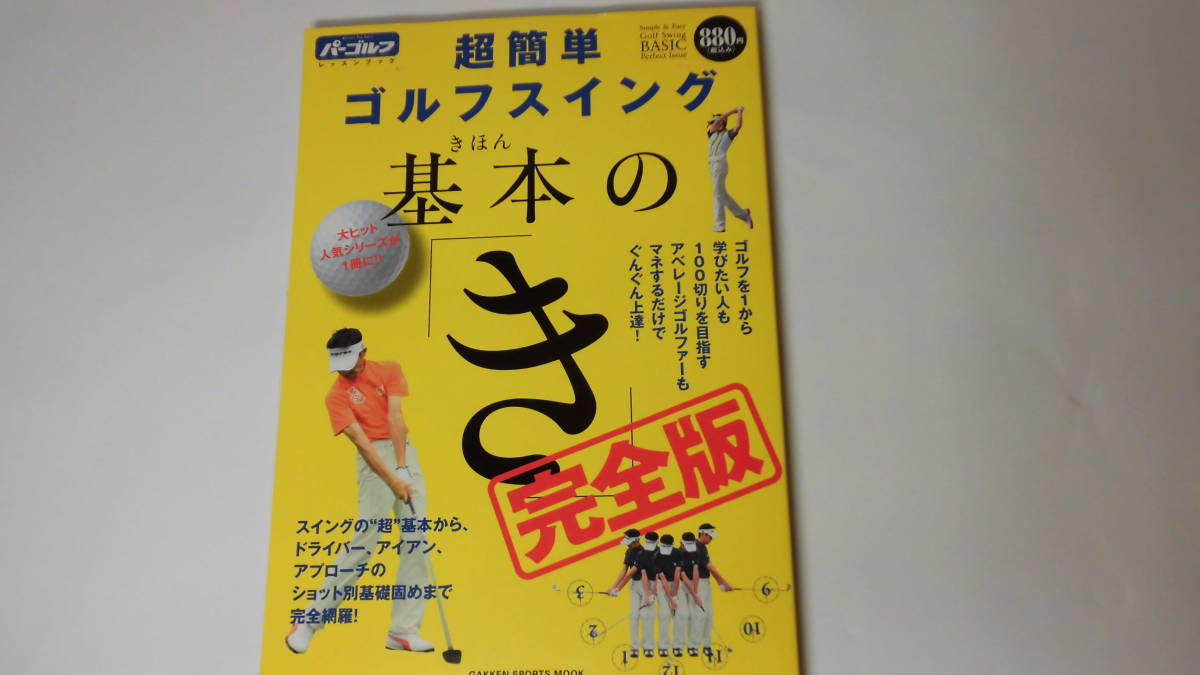 パーゴルフ
レッスンブック
超簡単
ゴルフスイング
Simple & Easy
Golf Swing
BASIC
Perfect Issue
880円
(税込み)
きほん
基本の
「き」
完全版
大ヒット
人気シリーズが
1冊に!!
ゴルフを1から
学びたい人も
100切りを目指す
アベレージゴルファーも
マネするだけで
ぐんぐん上達!
スイングの“超”基本から、
ドライバー、アイアン、
アプローチの
ショット別基礎固めまで
完全網羅!
3
2
1
12
11
10
9
GAKKEN SPORTS MOOK